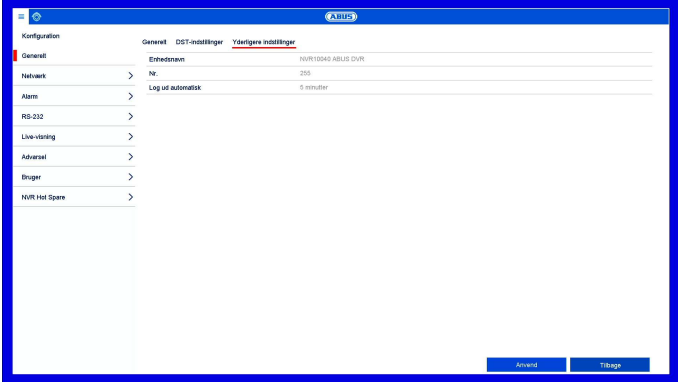 ABUS
Konfiguration
Generelt
Netværk
Alarm
RS-232
Live-visning
Advarsel
Bruger
NVR Hot Spare
Generelt DST-indstillinger Yderligere indstillinger
Enhedsnavn NVR10040 ABUS DVR
Nr. 255
Log ud automatisk 5 minutter
Anvend Tilbage